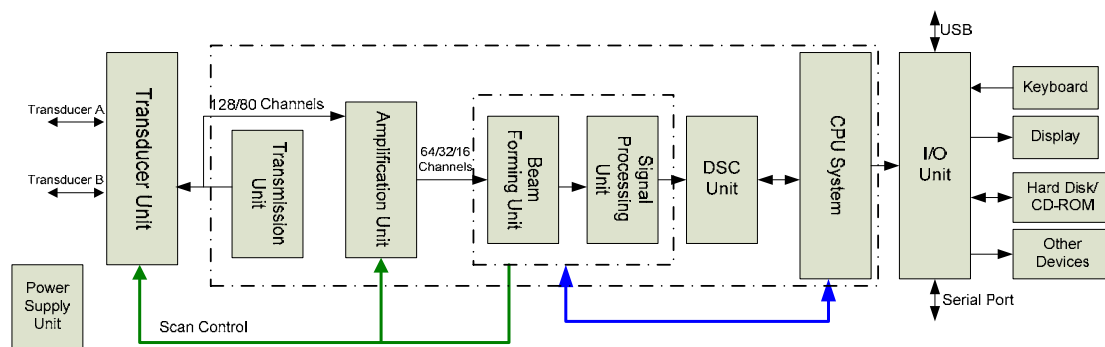 USB
Transducer A
Transducer B
Transducer Unit
128/80 Channels
Transmission
Unit
Amplification Unit
64/32/16
Channels
Beam
Forming Unit
Signal
Processing
Unit
DSC
Unit
CPU System
I/O
Unit
Keyboard
Display
Hard Disk/
CD-ROM
Other
Devices
Serial Port
Power
Supply
Unit
Scan Control